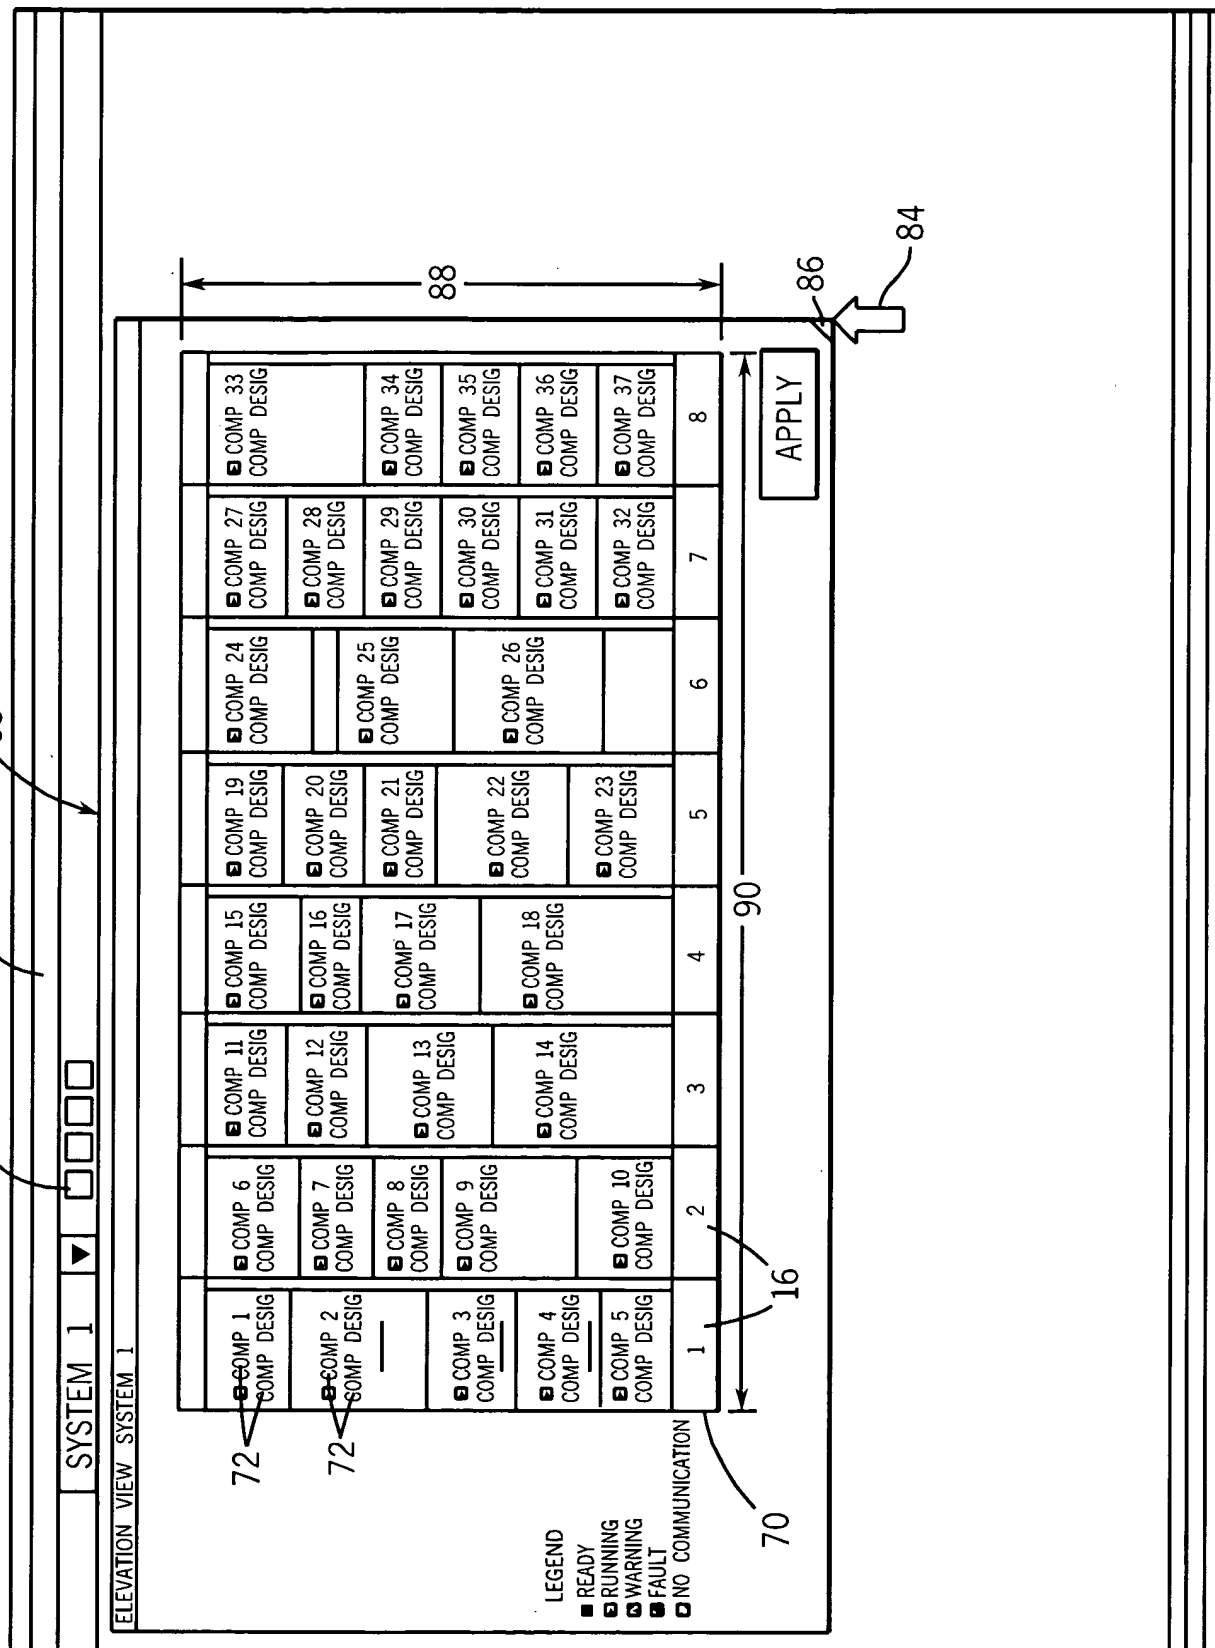 SYSTEM 1
ELEVATION VIEW SYSTEM 1
COMP 1
COMP DESIG
COMP 2
COMP DESIG
COMP 3
COMP DESIG
COMP 4
COMP DESIG
COMP 5
COMP DESIG
1
COMP 6
COMP DESIG
COMP 7
COMP DESIG
COMP 8
COMP DESIG
COMP 9
COMP DESIG
COMP 10
COMP DESIG
2
COMP 11
COMP DESIG
COMP 12
COMP DESIG
COMP 13
COMP DESIG
COMP 14
COMP DESIG
3
COMP 15
COMP DESIG
COMP 16
COMP DESIG
COMP 17
COMP DESIG
COMP 18
COMP DESIG
4
COMP 19
COMP DESIG
COMP 20
COMP DESIG
COMP 21
COMP DESIG
COMP 22
COMP DESIG
COMP 23
COMP DESIG
5
COMP 24
COMP DESIG
COMP 25
COMP DESIG
COMP 26
COMP DESIG
6
COMP 27
COMP DESIG
COMP 28
COMP DESIG
COMP 29
COMP DESIG
COMP 30
COMP DESIG
COMP 31
COMP DESIG
COMP 32
COMP DESIG
7
COMP 33
COMP DESIG
COMP 34
COMP DESIG
COMP 35
COMP DESIG
COMP 36
COMP DESIG
COMP 37
COMP DESIG
8
72
72
88
LEGEND
READY
RUNNING
WARNING
FAULT
NO COMMUNICATION
70
16
90
APPLY
86
84